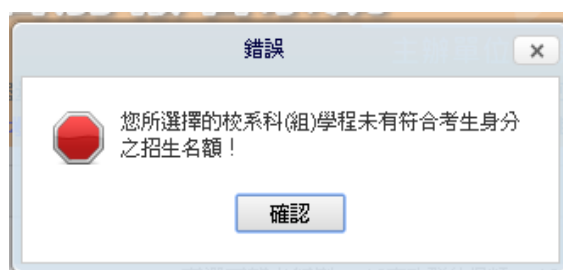 錯誤
您所選擇的校系科(組)學程未有符合考生身分
之招生名額！
確認